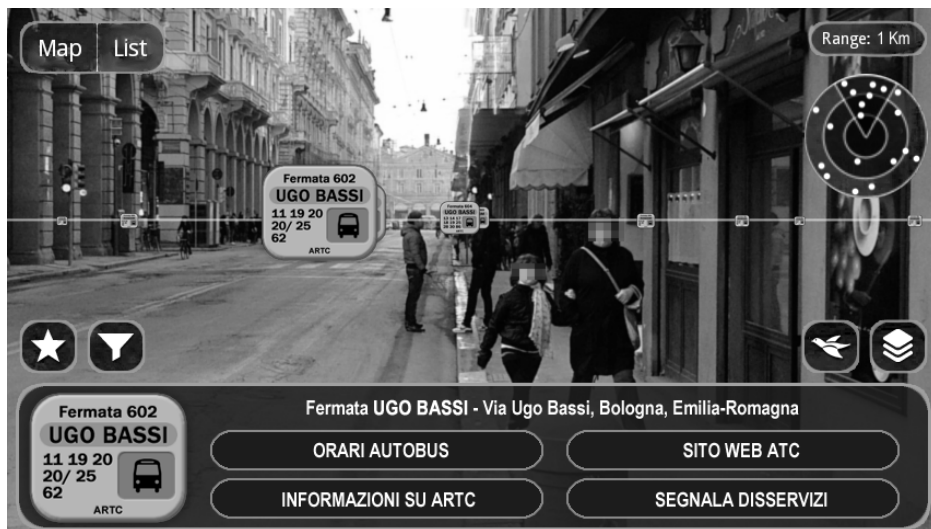 Map List
Range: 1 Km
Fermata 602
UGO BASSI
11 19 20
20/ 25
62
ARTC
UGO BASSI
Fermata 602
UGO BASSI
11 19 20
20/ 25
62
ARTC
Fermata UGO BASSI - Via Ugo Bassi, Bologna, Emilia-Romagna
ORARI AUTOBUS
SITO WEB ATC
INFORMAZIONI SU ARTC
SEGNALA DISSERVIZI